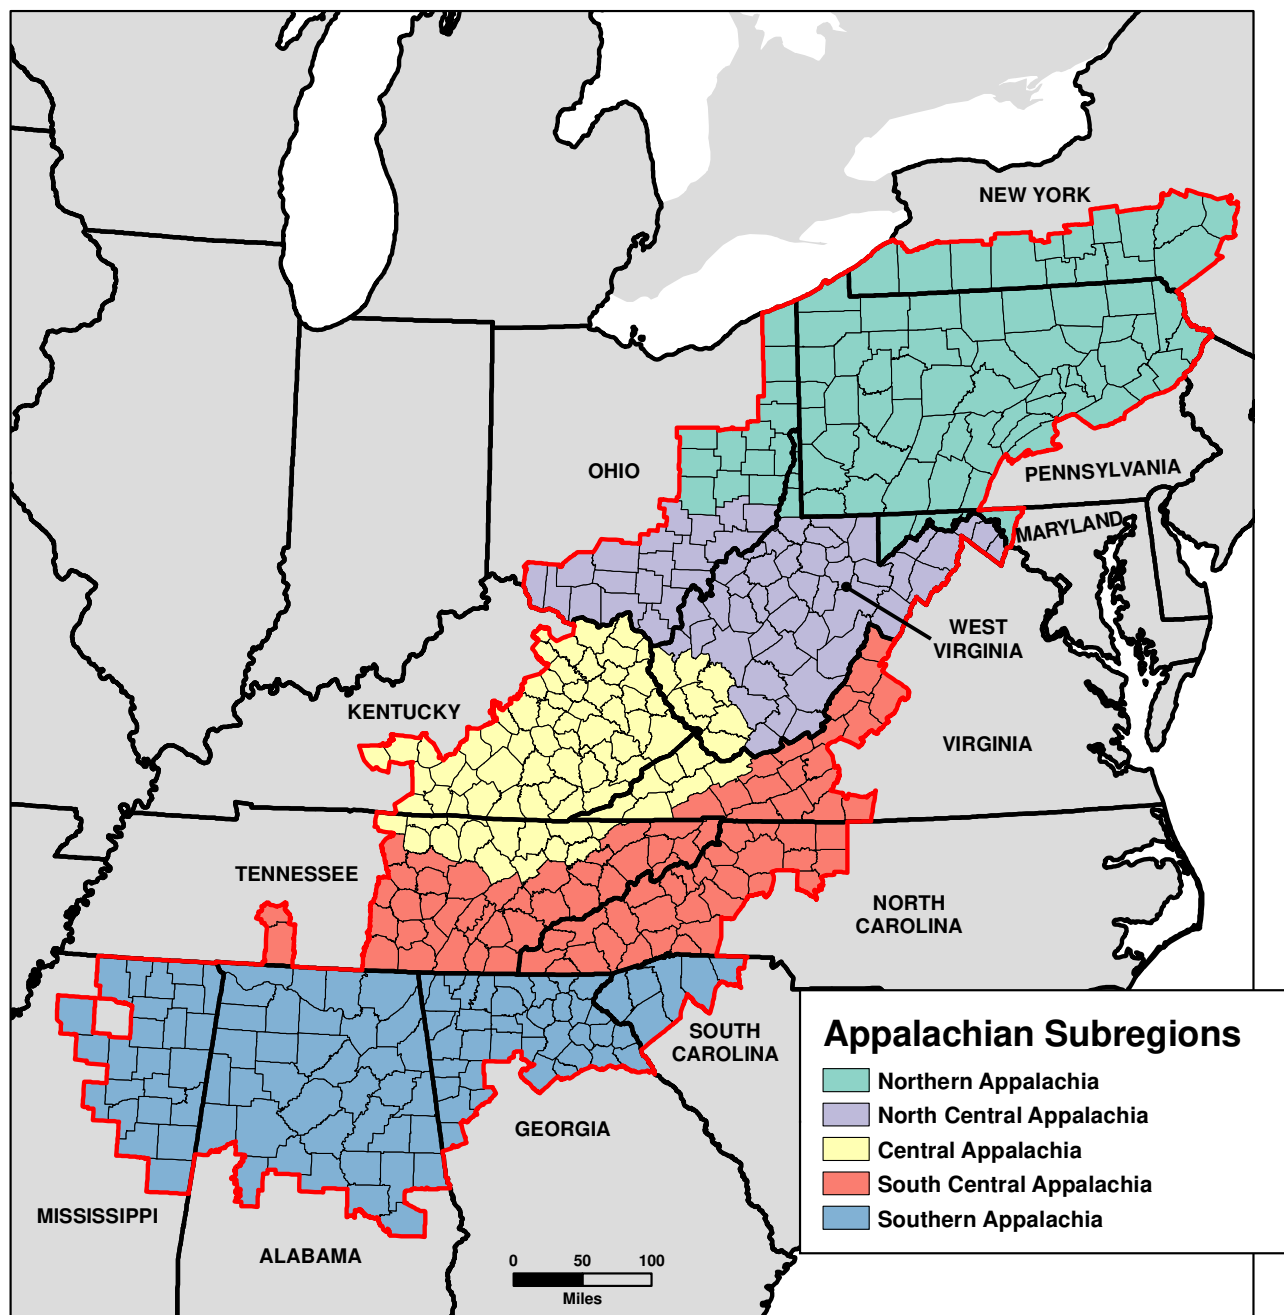 NEW YORK
OHIO
PENNSYLVANIA
MARYLAND
WEST
VIRGINIA
KENTUCKY
VIRGINIA
TENNESSEE
NORTH
CAROLINA
SOUTH
CAROLINA
GEORGIA
MISSISSIPPI
ALABAMA
Appalachian Subregions
Northern Appalachia
North Central Appalachia
Central Appalachia
South Central Appalachia
Southern Appalachia
0 50 100
Miles